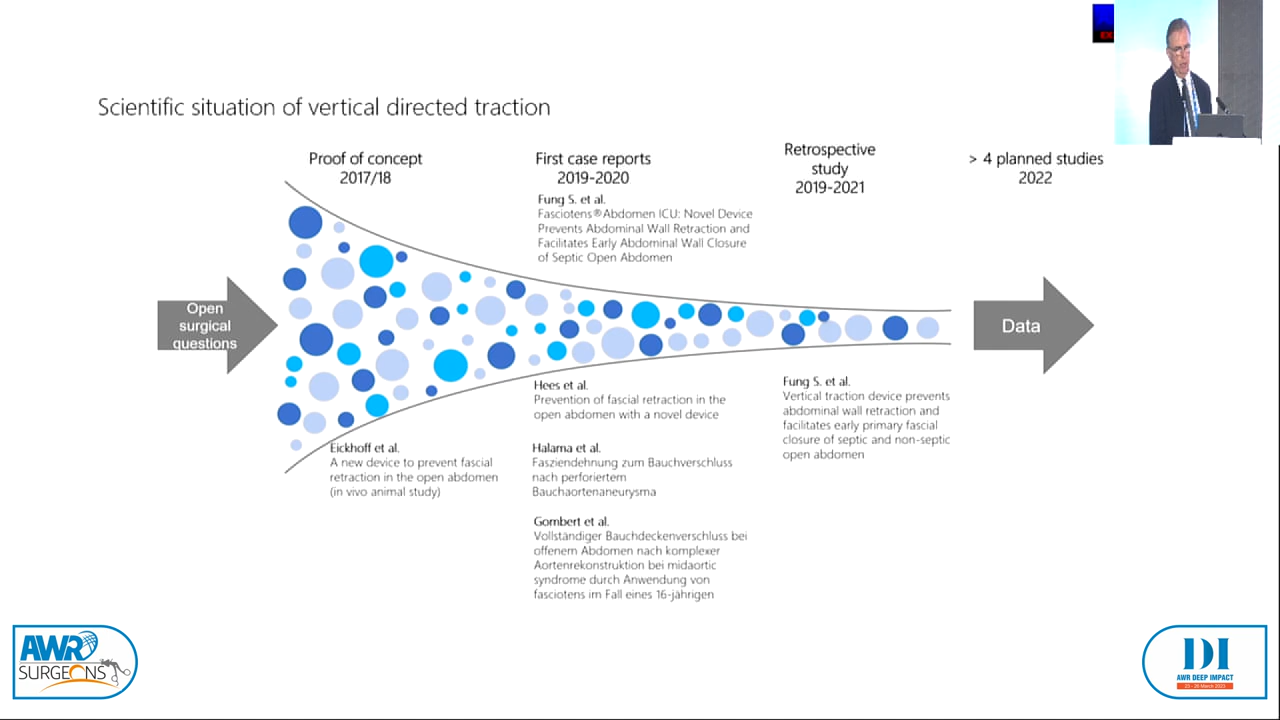 Scientific situation of vertical directed traction
Proof of concept
2017/18
First case reports
2019-2020
Retrospective
study
2019-2021
> 4 planned studies
2022
Fung S. et al.
Fasciotens®Abdomen ICU: Novel Device
Prevents Abdominal Wall Retraction and
Facilitates Early Abdominal Wall Closure
of Septic Open Abdomen
Open
surgical
questions
Data
Hees et al.
Prevention of fascial retraction in the
open abdomen with a novel device
Fung S. et al.
Vertical traction device prevents
abdominal wall retraction and
facilitates early primary fascial
closure of septic and non-septic
open abdomen
Eickhoff et al.
A new device to prevent fascial
retraction in the open abdomen
(in vivo animal study)
Halama et al.
Fasziendehnung zum Bauchverschluss
nach perforiertem
Bauchaortenaneurysma
Gombert et al.
Vollständiger Bauchdeckenverschluss bei
offenem Abdomen nach komplexer
Aortenrekonstruktion bei midaortic
syndrome durch Anwendung von
fasciotens im Fall eines 16-jährigen
AWR
SURGEONS
DI
AWR DEEP IMPACT